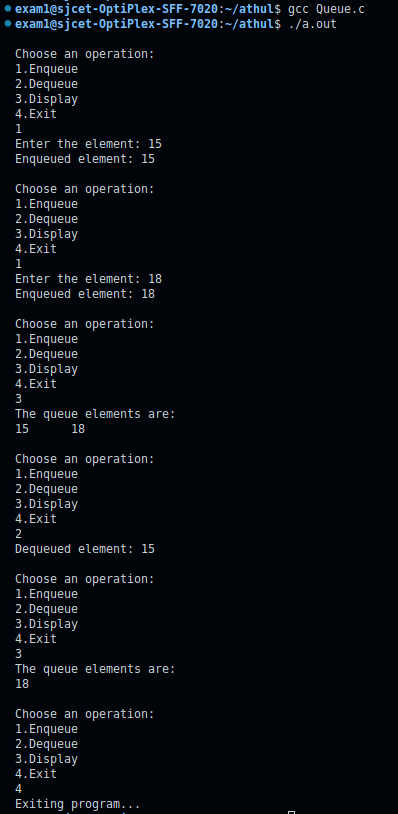 exam1@sjcet-OptiPlex-SFF-7020:~/athul$ gcc Queue.c
exam1@sjcet-OptiPlex-SFF-7020:~/athul$ ./a.out
Choose an operation:
1.Enqueue
2.Dequeue
3.Display
4.Exit
1
Enter the element: 15
Enqueued element: 15
Choose an operation:
1.Enqueue
2.Dequeue
3.Display
4.Exit
1
Enter the element: 18
Enqueued element: 18
Choose an operation:
1.Enqueue
2.Dequeue
3.Display
4.Exit
3
The queue elements are:
15      18
Choose an operation:
1.Enqueue
2.Dequeue
3.Display
4.Exit
2
Dequeued element: 15
Choose an operation:
1.Enqueue
2.Dequeue
3.Display
4.Exit
3
The queue elements are:
18
Choose an operation:
1.Enqueue
2.Dequeue
3.Display
4.Exit
4
Exiting program...